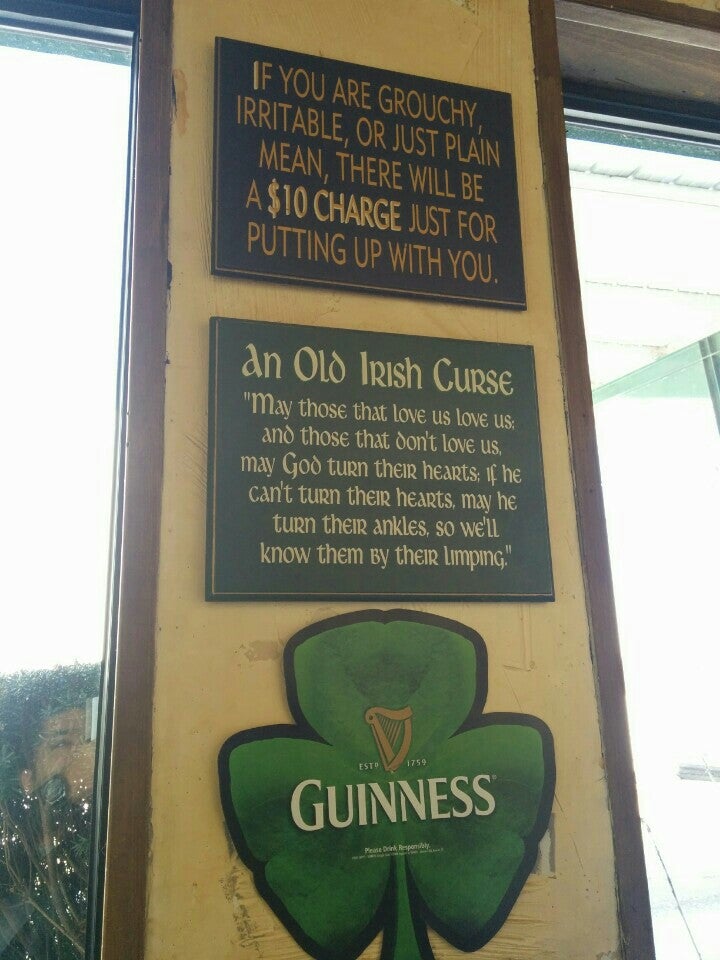 IF YOU ARE GROUCHY,
IRRITABLE, OR JUST PLAIN
MEAN, THERE WILL BE
A $10 CHARGE JUST FOR
PUTTING UP WITH YOU.
An Old Irish Curse
"May those that love us love us;
and those that don't love us,
may God turn their hearts; if he
can't turn their hearts, may he
turn their ankles, so we'll
know them by their limping."
ESTD 1759
GUINNESS®
Please Drink Responsibly.